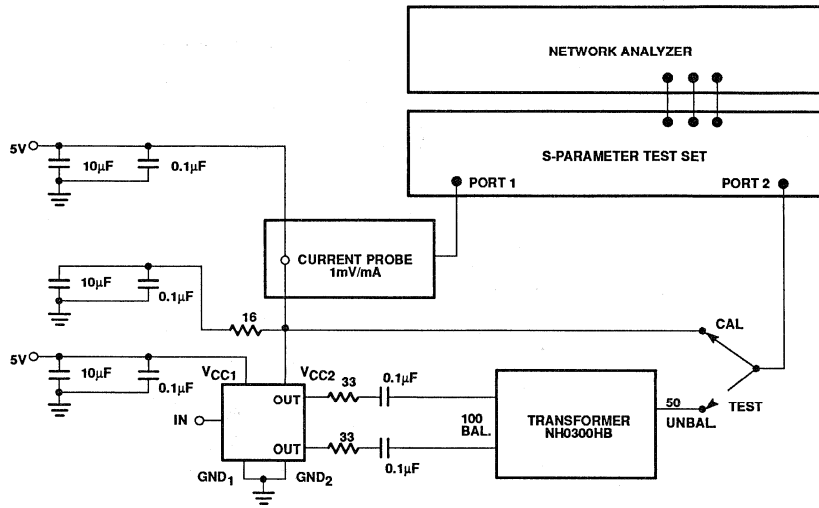 NETWORK ANALYZER
S-PARAMETER TEST SET
PORT 1
PORT 2
5V
10µF
0.1µF
CURRENT PROBE
1mV/mA
10µF
0.1µF
16
CAL
5V
10µF
0.1µF
VCC1
VCC2
33
0.1µF
OUT
IN
OUT
33
0.1µF
100
BAL.
TRANSFORMER
NH0300HB
50
UNBAL.
TEST
GND1
GND2